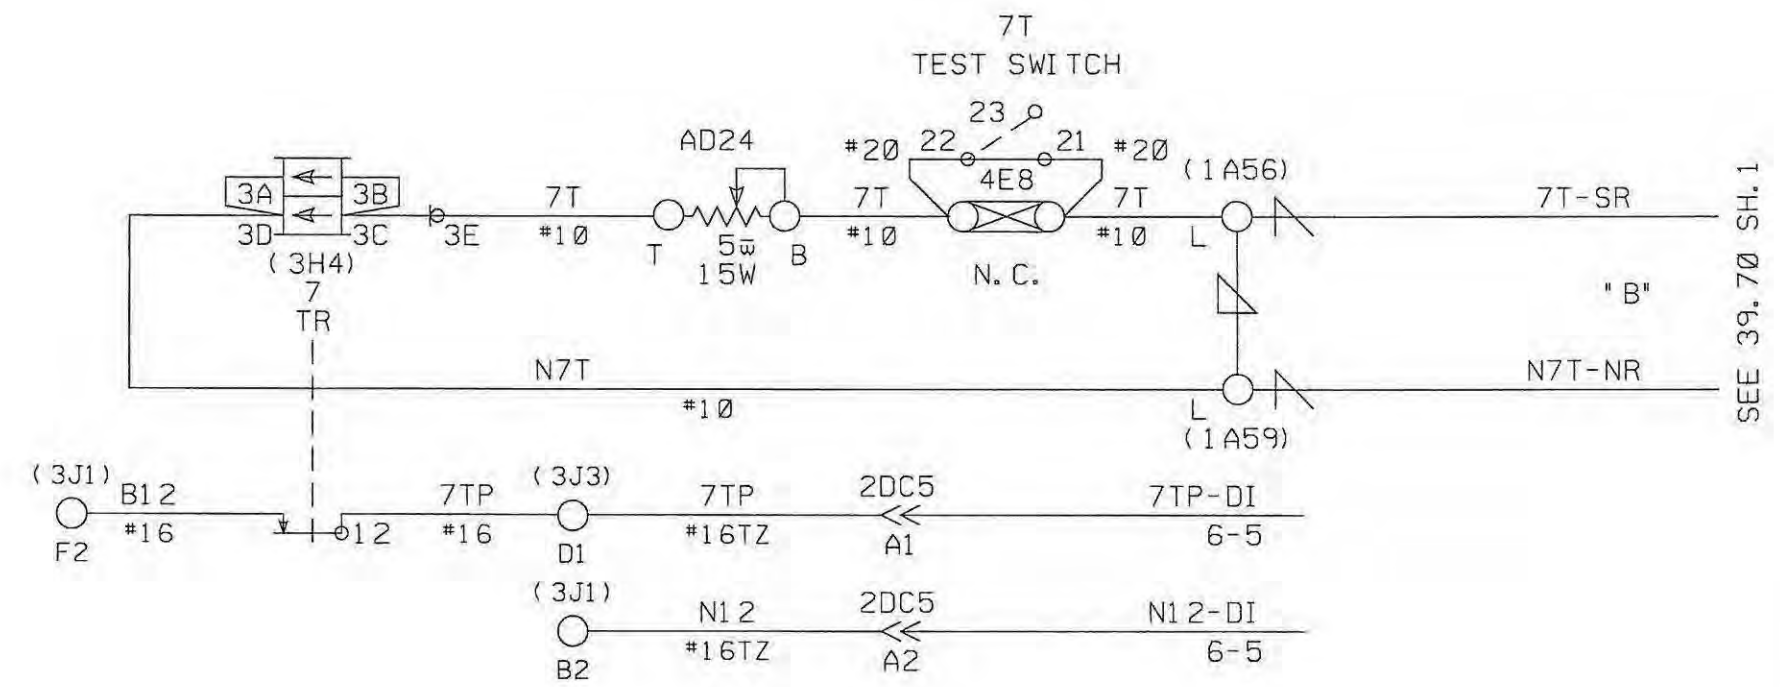 7T
TEST SWITCH
23
#20 22 21 #20
AD24
4E8
(1A56)
3A 3B
7T 7T 7T 7T-SR
3D 3C 3E #10 T 5ω̅ B #10 #10 L
15W
(3H4)
N.C.
7
TR
"B"
SEE 39.70 SH.1
N7T N7T-NR
#10 L
(1A59)
(3J1) B12 7TP (3J3) 7TP 2DC5 7TP-DI
#16 12 #16 #16TZ 6-5
F2 D1 A1
(3J1) N12 2DC5 N12-DI
#16TZ 6-5
B2 A2